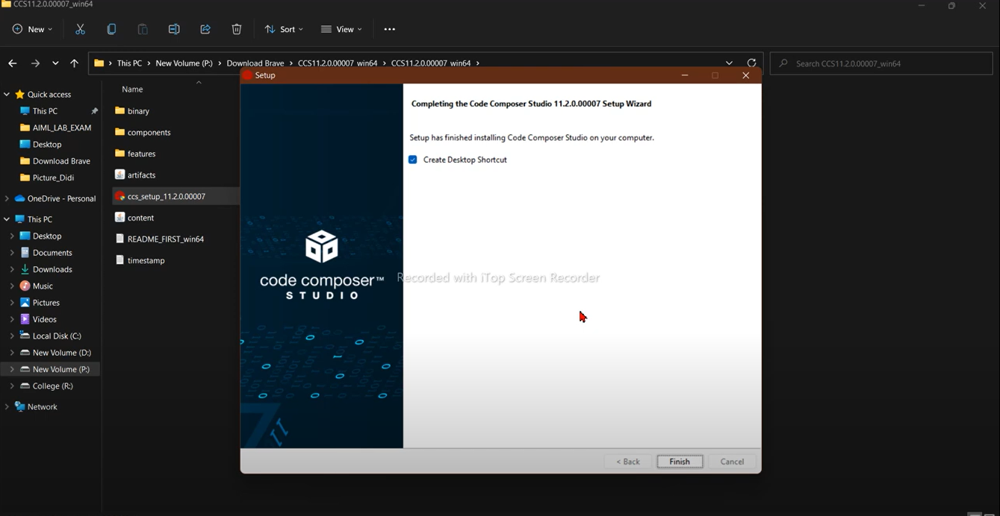 CCS11.2.0.00007_win64
New
Sort
View
This PC > New Volume (P:) > Download Brave > CCS11.2.0.00007_win64 > CCS11.2.0.00007_win64 >
Search CCS11.2.0.00007_win64
Quick access
This PC
AIML_LAB_EXAM
Desktop
Download Brave
Picture_Didi
OneDrive - Personal
This PC
Desktop
Documents
Downloads
Music
Pictures
Videos
Local Disk (C:)
New Volume (D:)
New Volume (P:)
College (R:)
Network
Name
binary
components
features
artifacts
ccs_setup_11.2.0.00007
content
README_FIRST_win64
timestamp
Setup
code composer™
STUDIO
Completing the Code Composer Studio 11.2.0.00007 Setup Wizard
Setup has finished installing Code Composer Studio on your computer.
Create Desktop Shortcut
Recorded with iTop Screen Recorder
< Back
Finish
Cancel